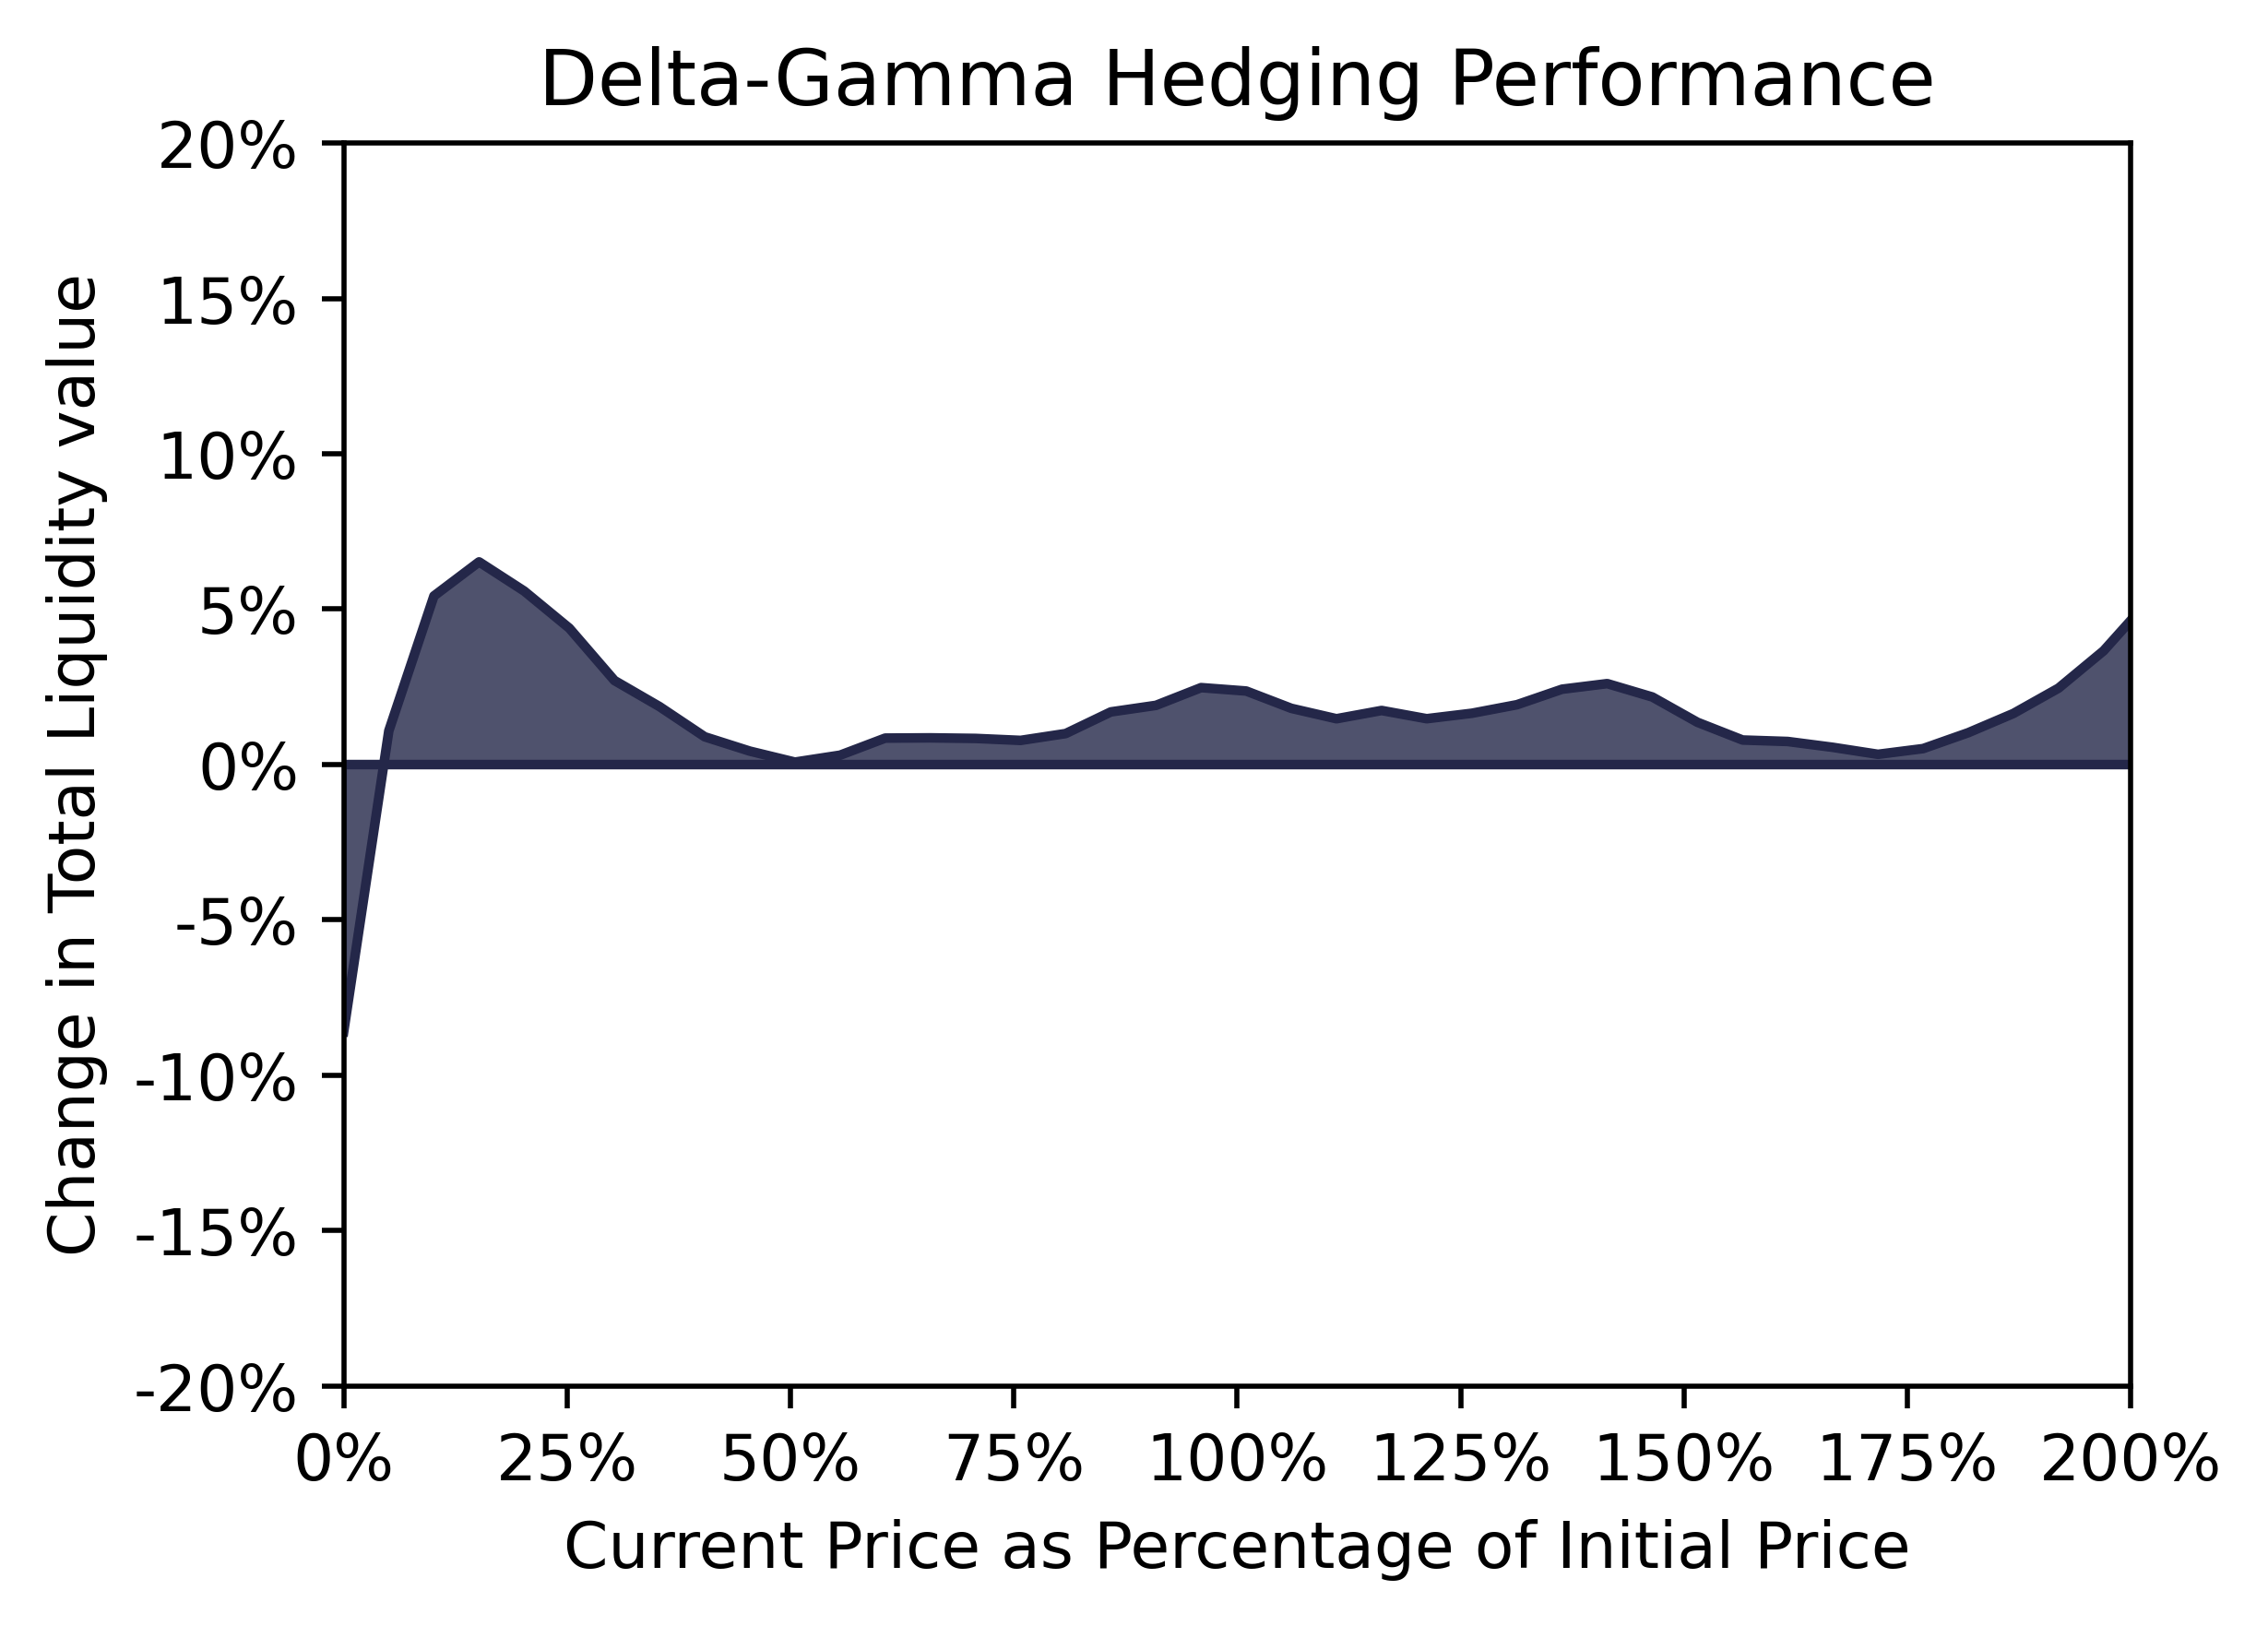 Delta-Gamma Hedging Performance
Change in Total Liquidity value
20%
15%
10%
5%
0%
-5%
-10%
-15%
-20%
0% 25% 50% 75% 100% 125% 150% 175% 200%
Current Price as Percentage of Initial Price